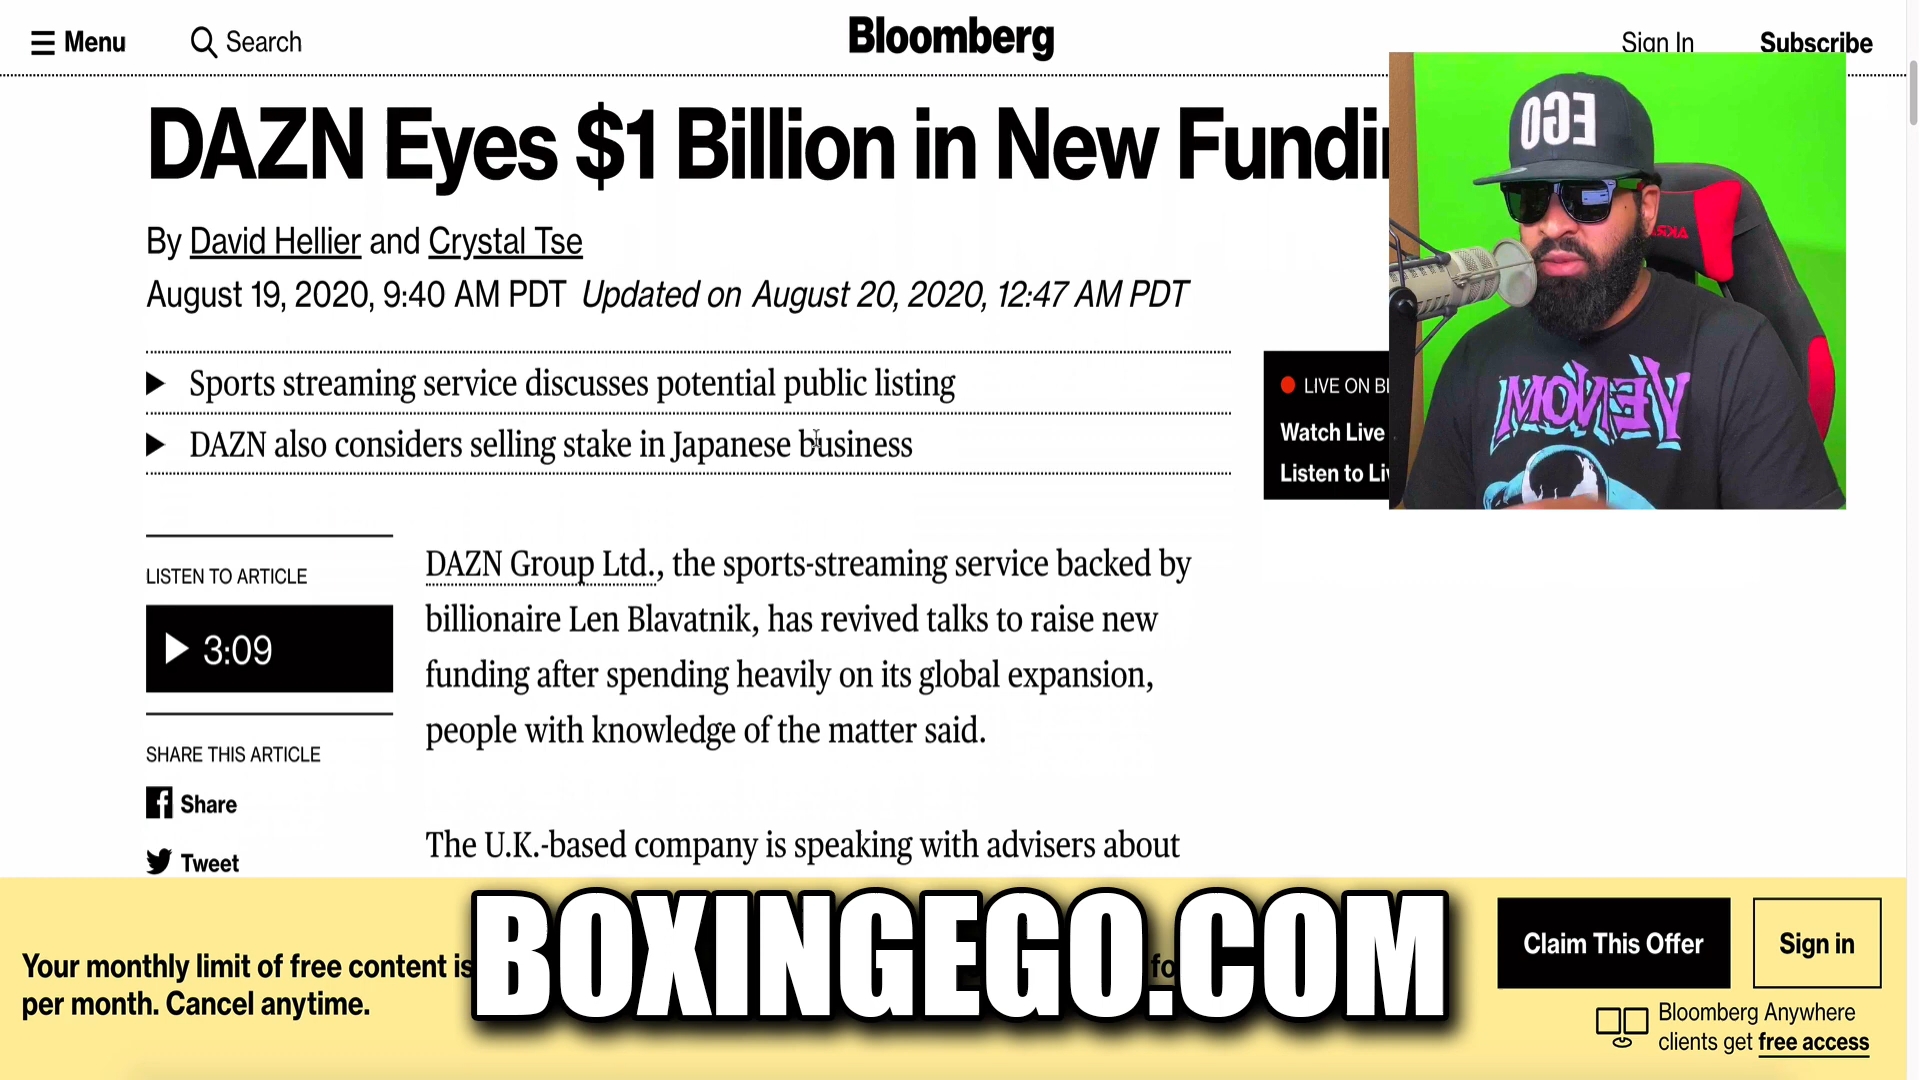 Menu
Search
Bloomberg
Sign In
Subscribe
DAZN Eyes $1 Billion in New
By David Hellier and Crystal Tse
August 19, 2020, 9:40 AM PDT Updated on August 20, 2020, 12:47 AM PDT
Sports streaming service discusses potential public listing
DAZN also considers selling stake in Japanese business
LIVE ON
Watch Live
Listen to
EGO
VENOM
LISTEN TO ARTICLE
3:09
SHARE THIS ARTICLE
Share
Tweet
DAZN Group Ltd., the sports-streaming service backed by
billionaire Len Blavatnik, has revived talks to raise new
funding after spending heavily on its global expansion,
people with knowledge of the matter said.
The U.K.-based company is speaking with advisers about
BOXINGEGO.COM
Your monthly limit of free content is
per month. Cancel anytime.
Claim This Offer
Sign in
Bloomberg Anywhere
clients get free access